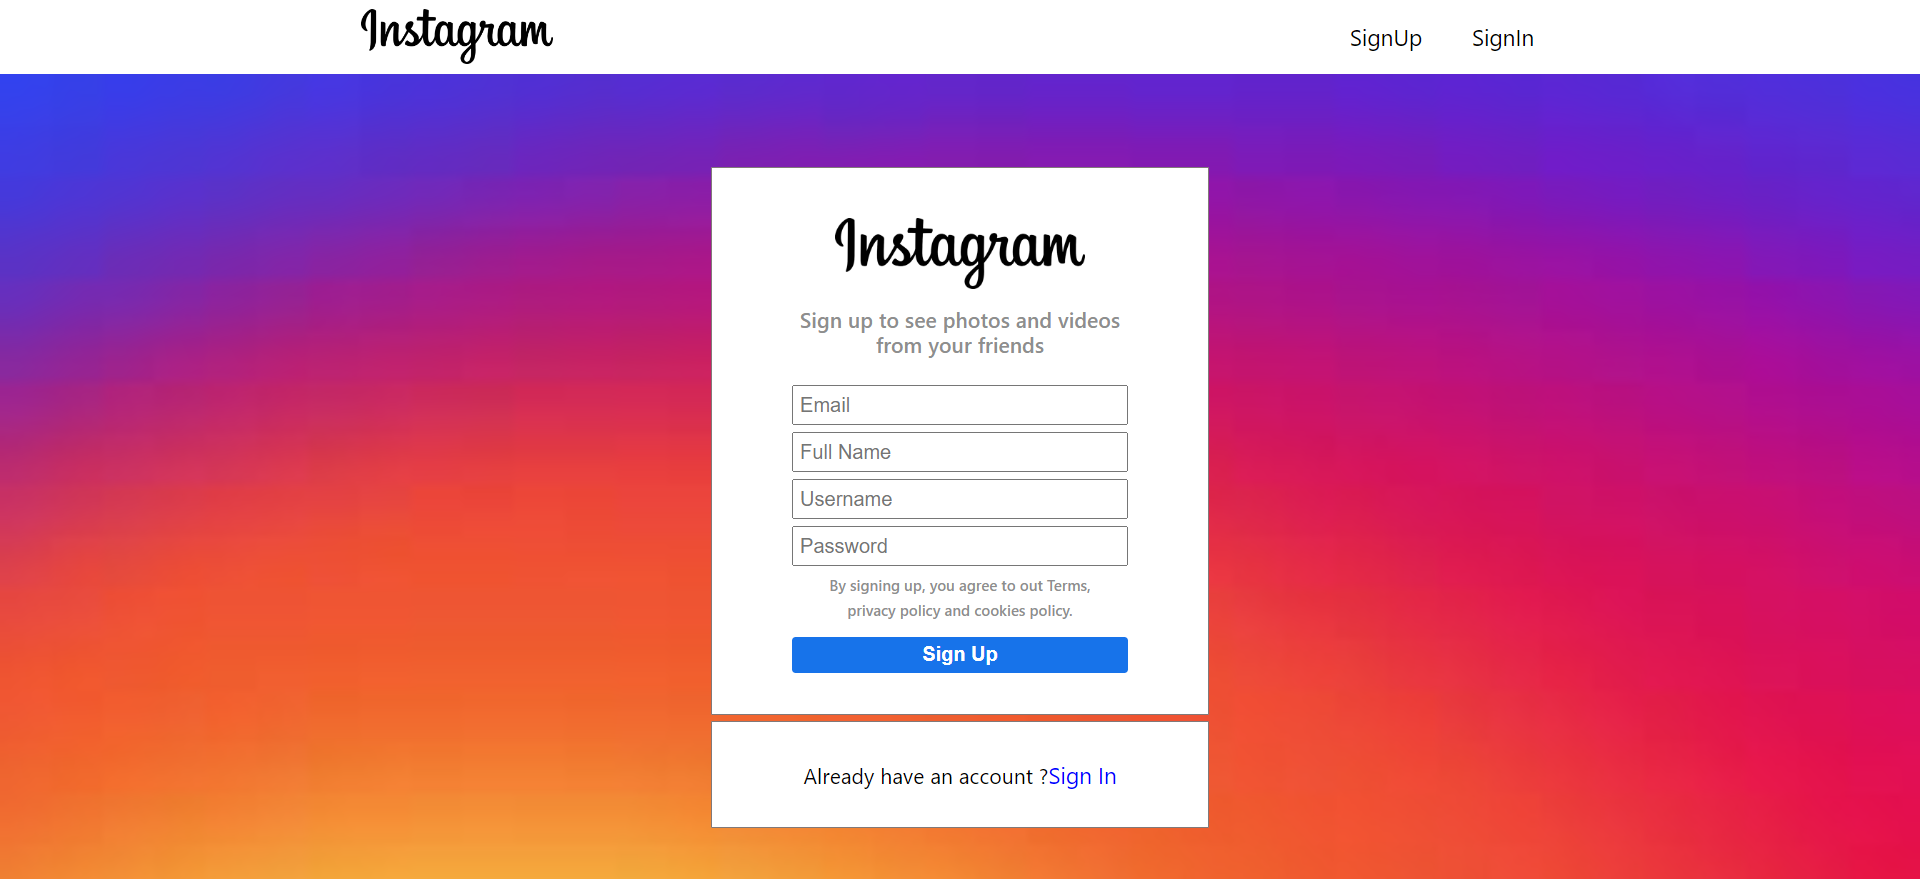 Instagram
SignUp
SignIn
Instagram
Sign up to see photos and videos
from your friends
Email
Full Name
Username
Password
By signing up, you agree to out Terms,
privacy policy and cookies policy.
Sign Up
Already have an account ?Sign In